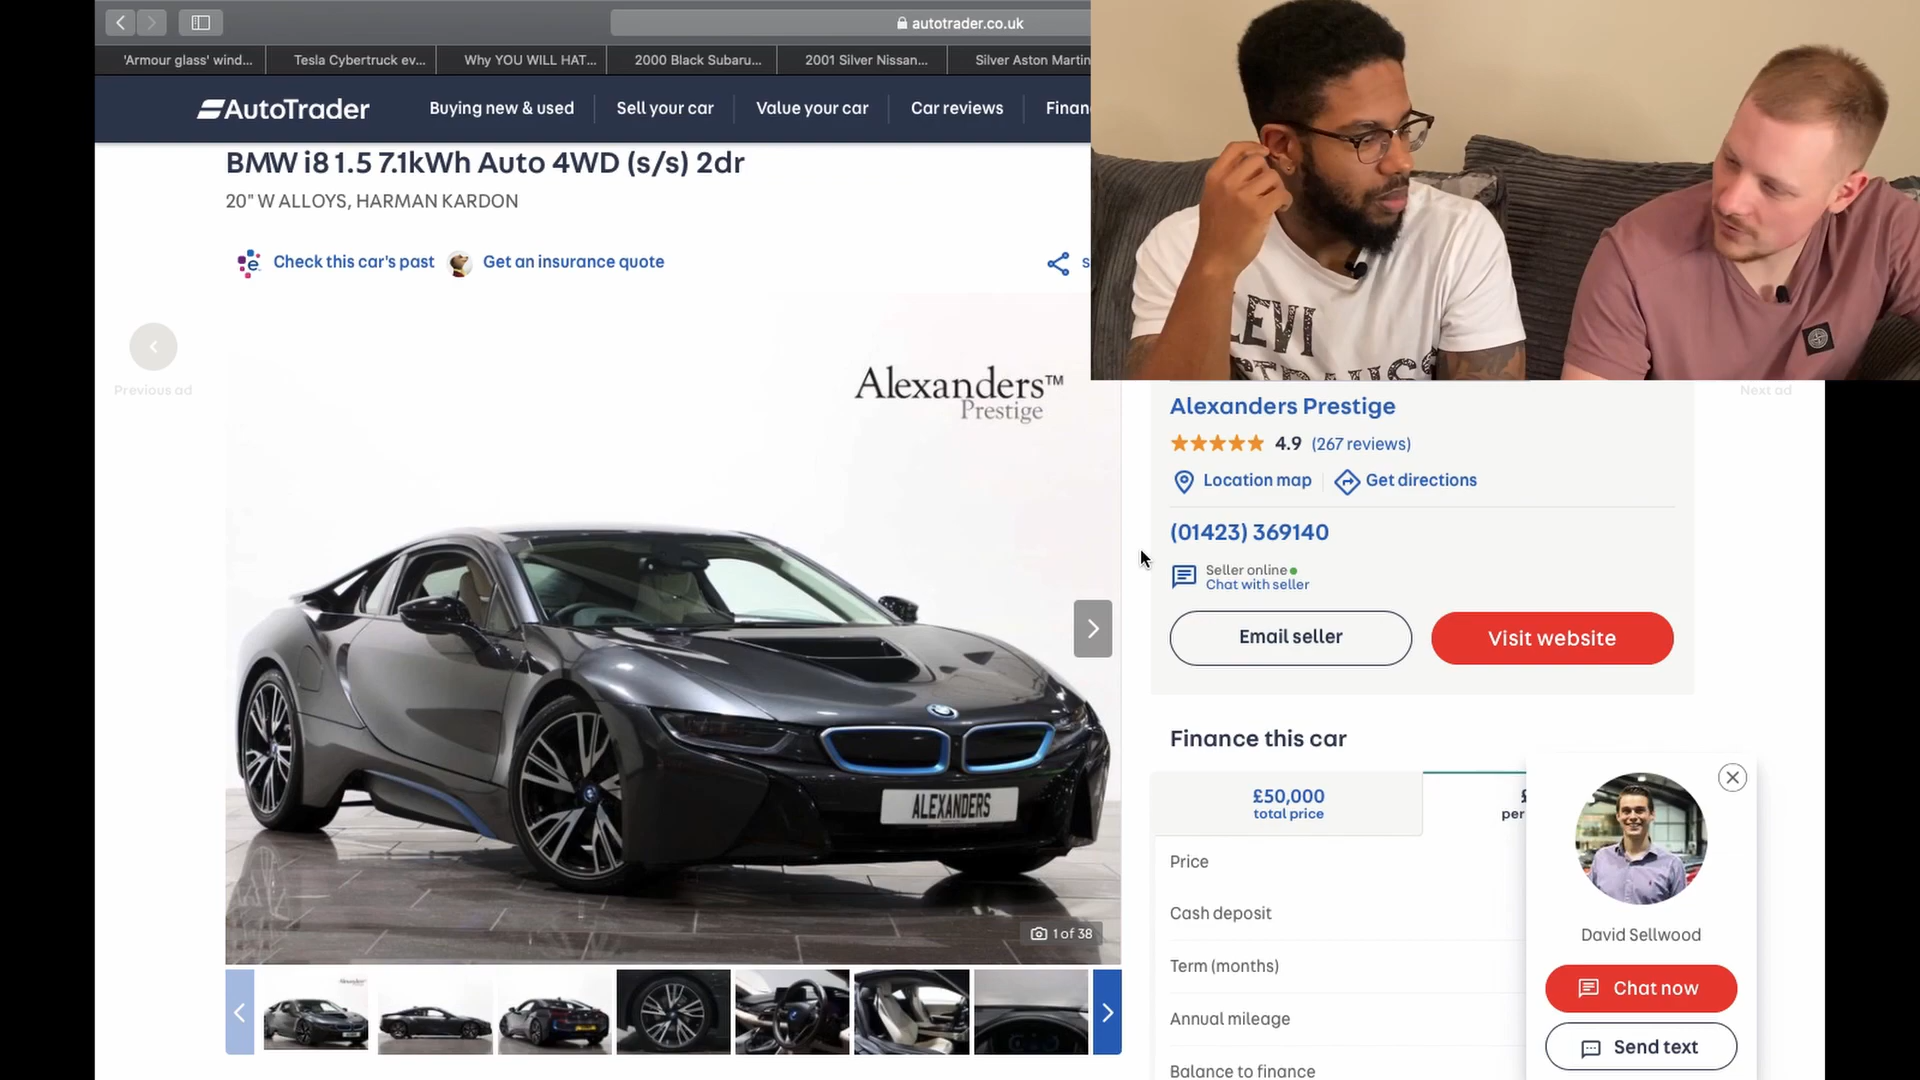 autotrader.co.uk
'Armour glass' wind...
Tesla Cybertruck ev...
Why YOU WILL HAT...
2000 Black Subaru...
2001 Silver Nissan...
Silver Aston Martin
AutoTrader
Buying new & used
Sell your car
Value your car
Car reviews
Finan
BMW i8 1.5 7.1kWh Auto 4WD (s/s) 2dr
20" W ALLOYS, HARMAN KARDON
Check this car's past
Get an insurance quote
s
LEVI
STRAUSS
Previous ad
Next ad
Alexanders™
Prestige
ALEXANDERS
1 of 38
Alexanders Prestige
4.9 (267 reviews)
Location map
Get directions
(01423) 369140
Seller online
Chat with seller
Email seller
Visit website
Finance this car
£50,000
total price
£
per
Price
Cash deposit
Term (months)
Annual mileage
Balance to finance
David Sellwood
Chat now
Send text